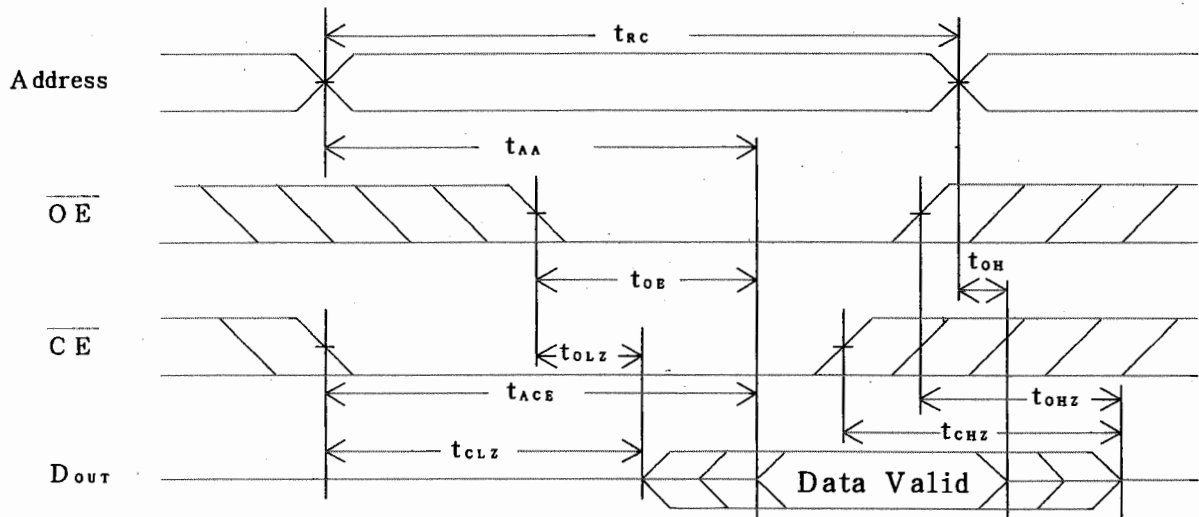 tRC
Address
tAA
OE
tOH
tOE
CE
tOLZ
tACE
tOHZ
tCHZ
tCLZ
DOUT
Data Valid